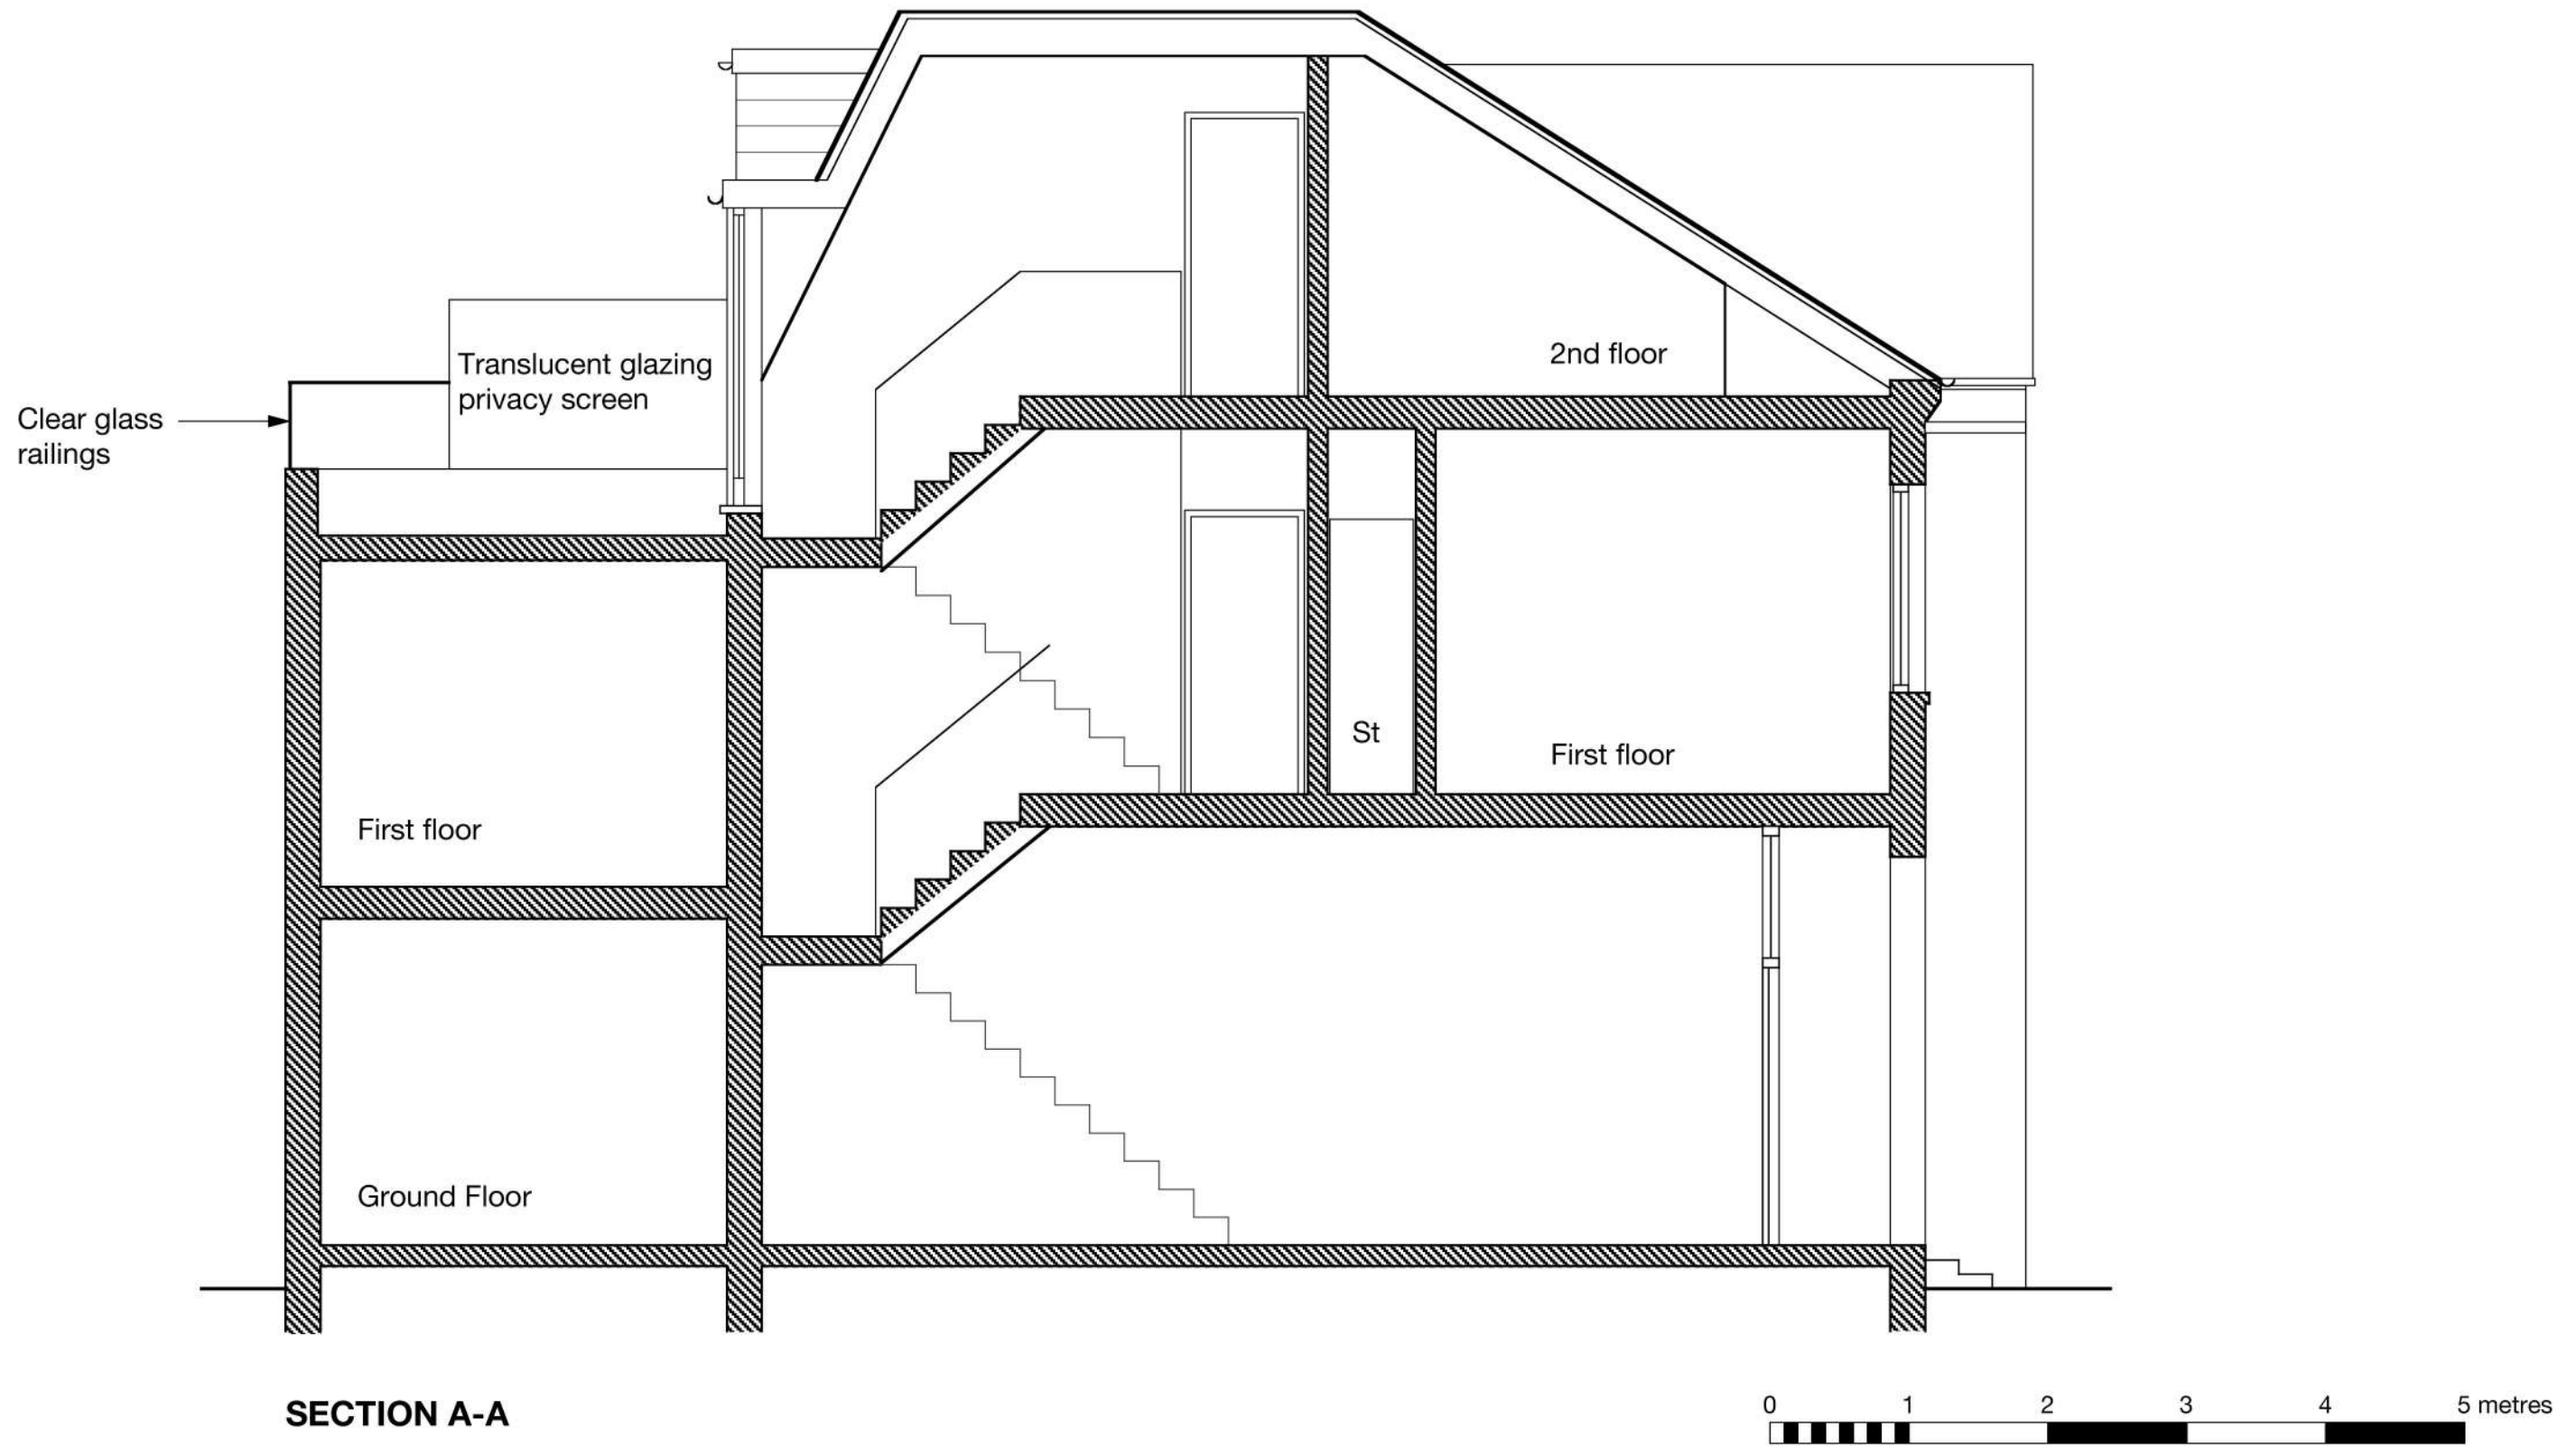 Translucent glazing
privacy screen
Clear glass
railings
2nd floor
St
First floor
First floor
Ground Floor
SECTION A-A
0 1 2 3 4 5 metres